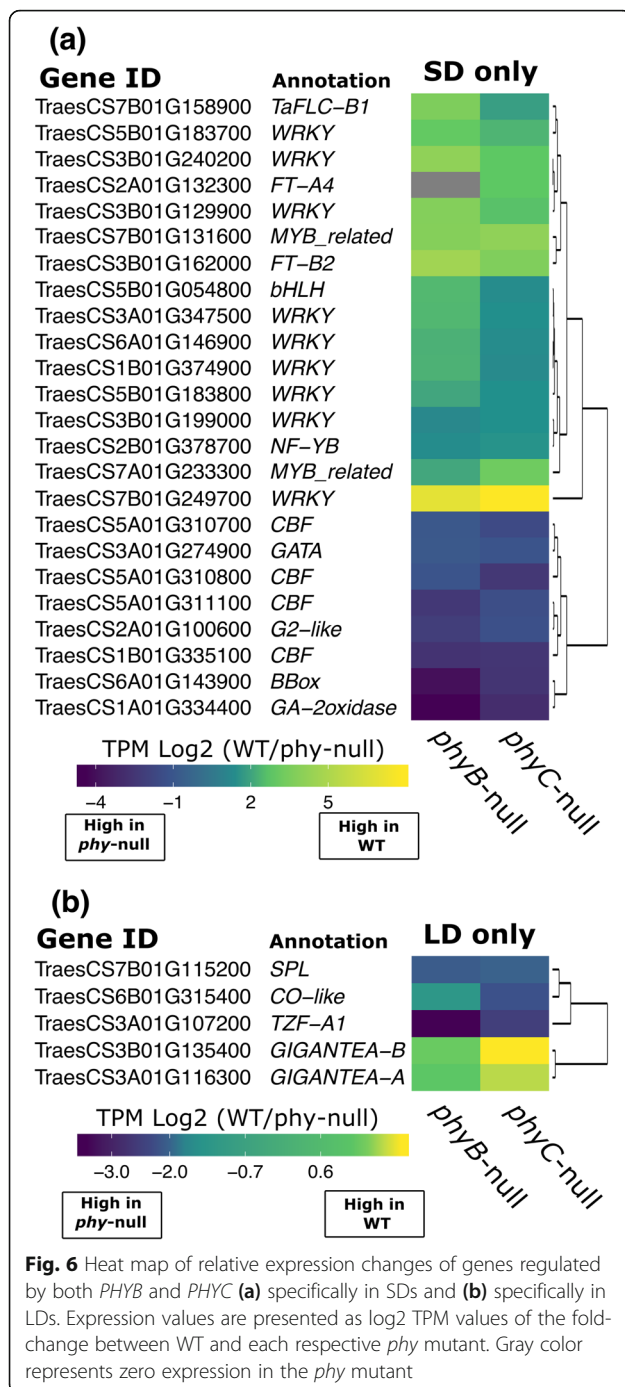 (a)
Gene ID Annotation SD only
TraesCS7B01G158900 TaFLC−B1
TraesCS5B01G183700 WRKY
TraesCS3B01G240200 WRKY
TraesCS2A01G132300 FT−A4
TraesCS3B01G129900 WRKY
TraesCS7B01G131600 MYB_related
TraesCS3B01G162000 FT−B2
TraesCS5B01G054800 bHLH
TraesCS3A01G347500 WRKY
TraesCS6A01G146900 WRKY
TraesCS1B01G374900 WRKY
TraesCS5B01G183800 WRKY
TraesCS3B01G199000 WRKY
TraesCS2B01G378700 NF−YB
TraesCS7A01G233300 MYB_related
TraesCS7B01G249700 WRKY
TraesCS5A01G310700 CBF
TraesCS3A01G274900 GATA
TraesCS5A01G310800 CBF
TraesCS5A01G311100 CBF
TraesCS2A01G100600 G2−like
TraesCS1B01G335100 CBF
TraesCS6A01G143900 BBox
TraesCS1A01G334400 GA−2oxidase
TPM Log2 (WT/phy-null)
−4 −1 2 5
High in phy-null
High in WT
phyB-null
phyC-null
(b)
Gene ID Annotation LD only
TraesCS7B01G115200 SPL
TraesCS6B01G315400 CO−like
TraesCS3A01G107200 TZF−A1
TraesCS3B01G135400 GIGANTEA−B
TraesCS3A01G116300 GIGANTEA−A
TPM Log2 (WT/phy-null)
−3.0 −2.0 −0.7 0.6
High in phy-null
High in WT
phyB-null
phyC-null
Fig. 6 Heat map of relative expression changes of genes regulated
by both PHYB and PHYC (a) specifically in SDs and (b) specifically in
LDs. Expression values are presented as log2 TPM values of the fold-
change between WT and each respective phy mutant. Gray color
represents zero expression in the phy mutant